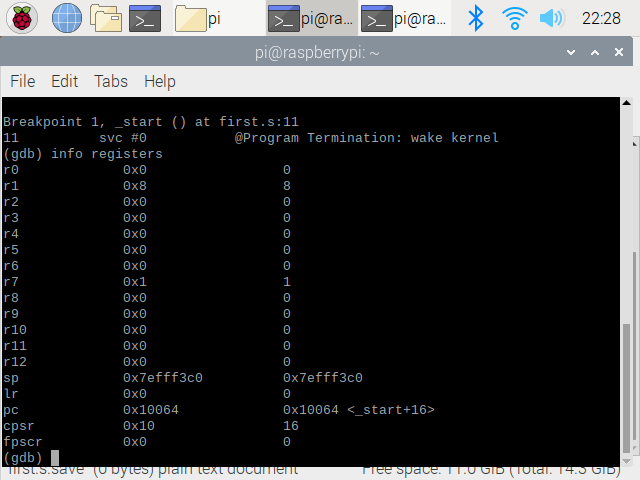 pi pi@ra... pi@ra... 22:28
pi@raspberrypi: ~
File Edit Tabs Help
Breakpoint 1, _start () at first.s:11
11 svc #0 @Program Termination: wake kernel
(gdb) info registers
r0 0x0 0
r1 0x8 8
r2 0x0 0
r3 0x0 0
r4 0x0 0
r5 0x0 0
r6 0x0 0
r7 0x1 1
r8 0x0 0
r9 0x0 0
r10 0x0 0
r11 0x0 0
r12 0x0 0
sp 0x7efff3c0 0x7efff3c0
lr 0x0 0
pc 0x10064 0x10064 <_start+16>
cpsr 0x10 16
fpscr 0x0 0
(gdb)
"first.s.save" (0 bytes) plain text document Free space: 11.0 GiB (Total: 14.3 GiB)